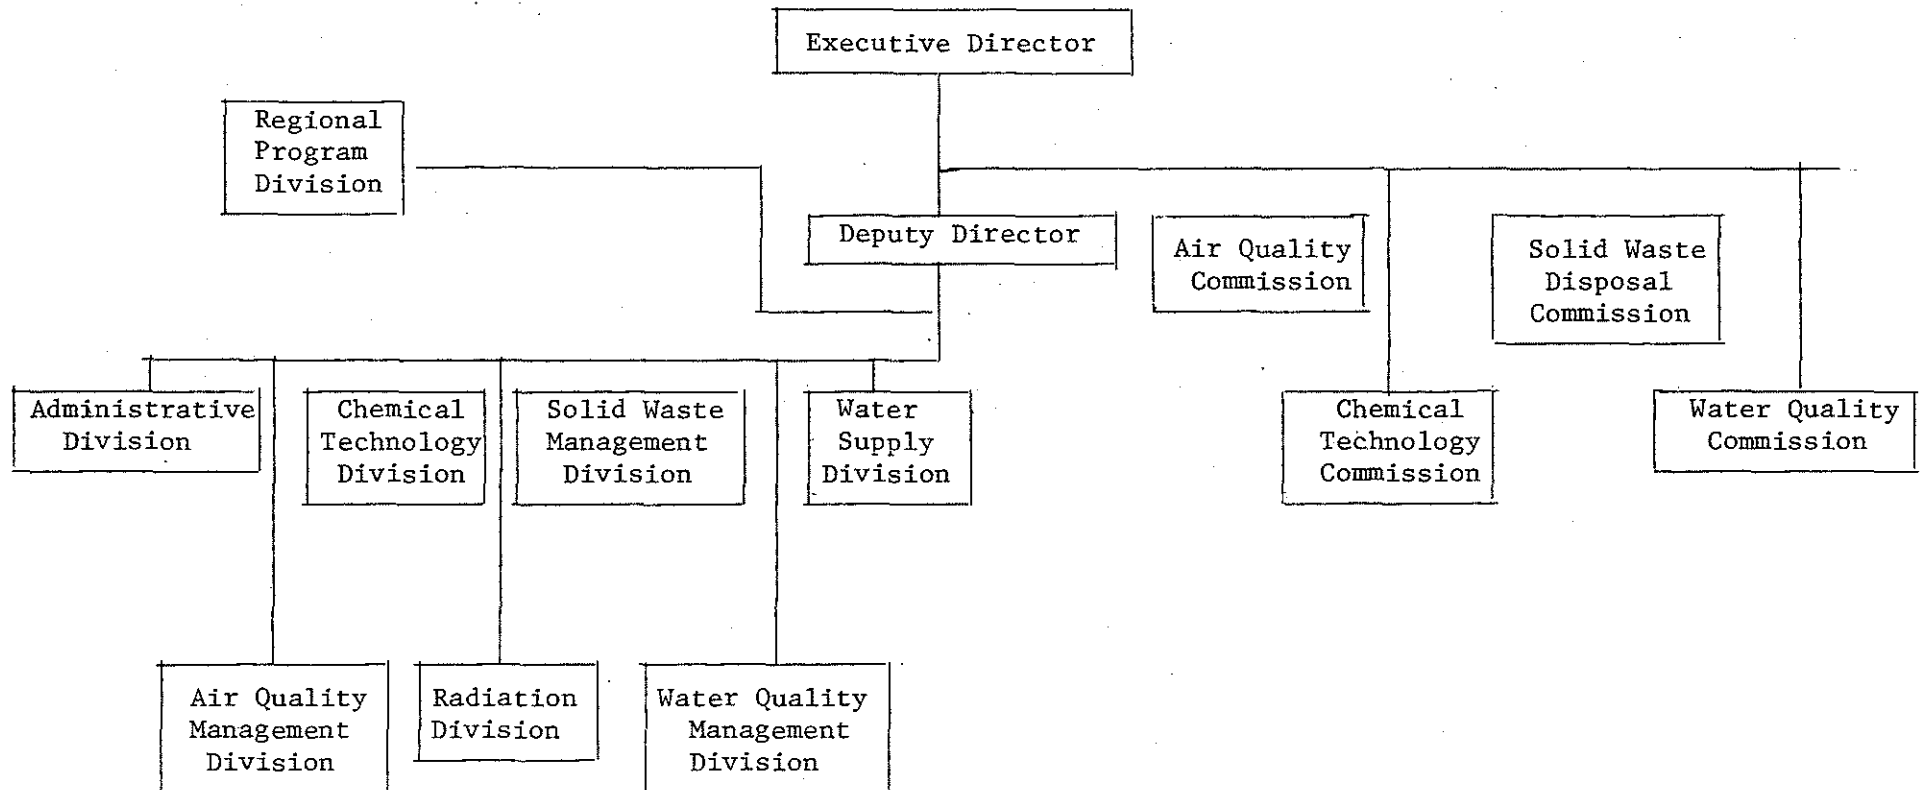 Executive Director
Regional
Program
Division
Deputy Director
Air Quality
Commission
Solid Waste
Disposal
Commission
Administrative
Division
Chemical
Technology
Division
Solid Waste
Management
Division
Water
Supply
Division
Chemical
Technology
Commission
Water Quality
Commission
Air Quality
Management
Division
Radiation
Division
Water Quality
Management
Division